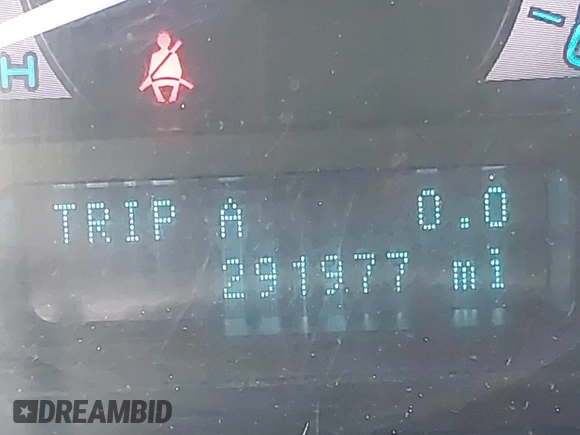 H
TRIP A 0.0
291977 mi
DREAMBID